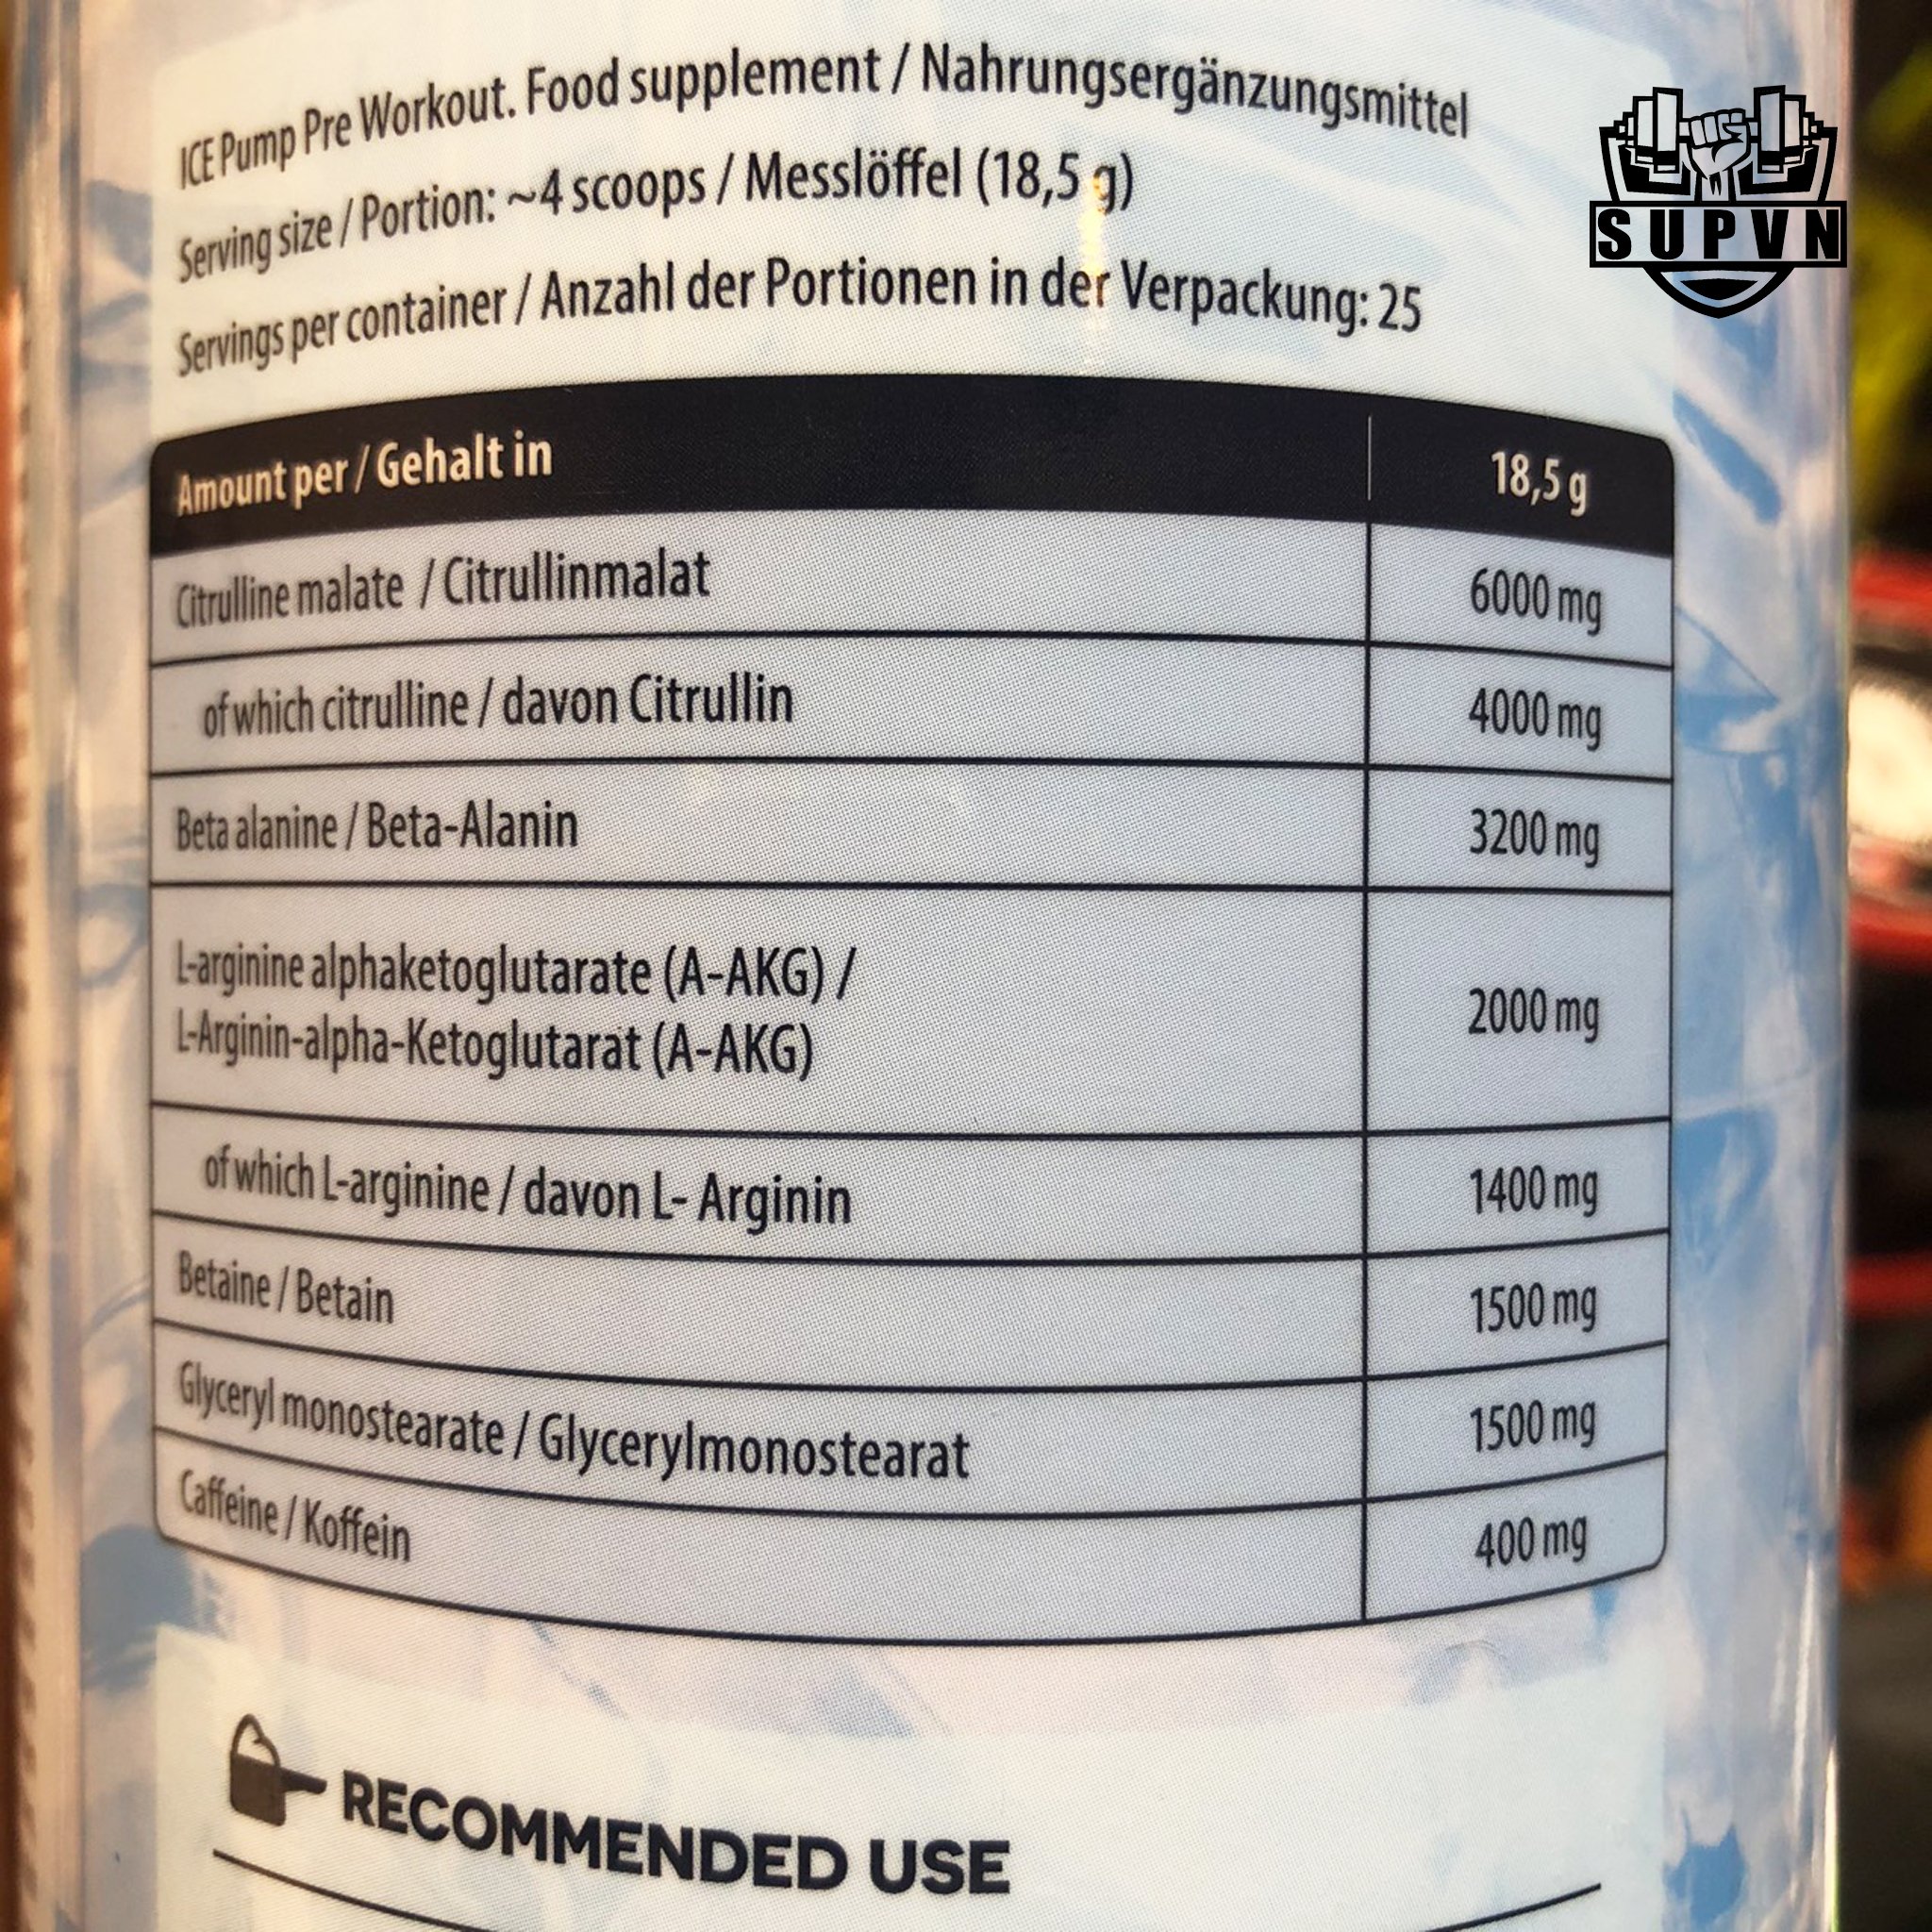 ICE Pump Pre Workout. Food supplement / Nahrungsergänzungsmittel
Serving size / Portion: ~4 scoops / Messlöffel (18,5 g)
Servings per container / Anzahl der Portionen in der Verpackung: 25
SUPVN
Amount per / Gehalt in 18,5 g
Citrulline malate / Citrullinmalat 6000 mg
of which citrulline / davon Citrullin 4000 mg
Beta alanine / Beta-Alanin 3200 mg
L-arginine alphaketoglutarate (A-AKG) /
L-Arginin-alpha-Ketoglutarat (A-AKG) 2000 mg
of which L-arginine / davon L- Arginin 1400 mg
Betaine / Betain 1500 mg
Glyceryl monostearate / Glycerylmonostearat 1500 mg
Caffeine / Koffein 400 mg
RECOMMENDED USE